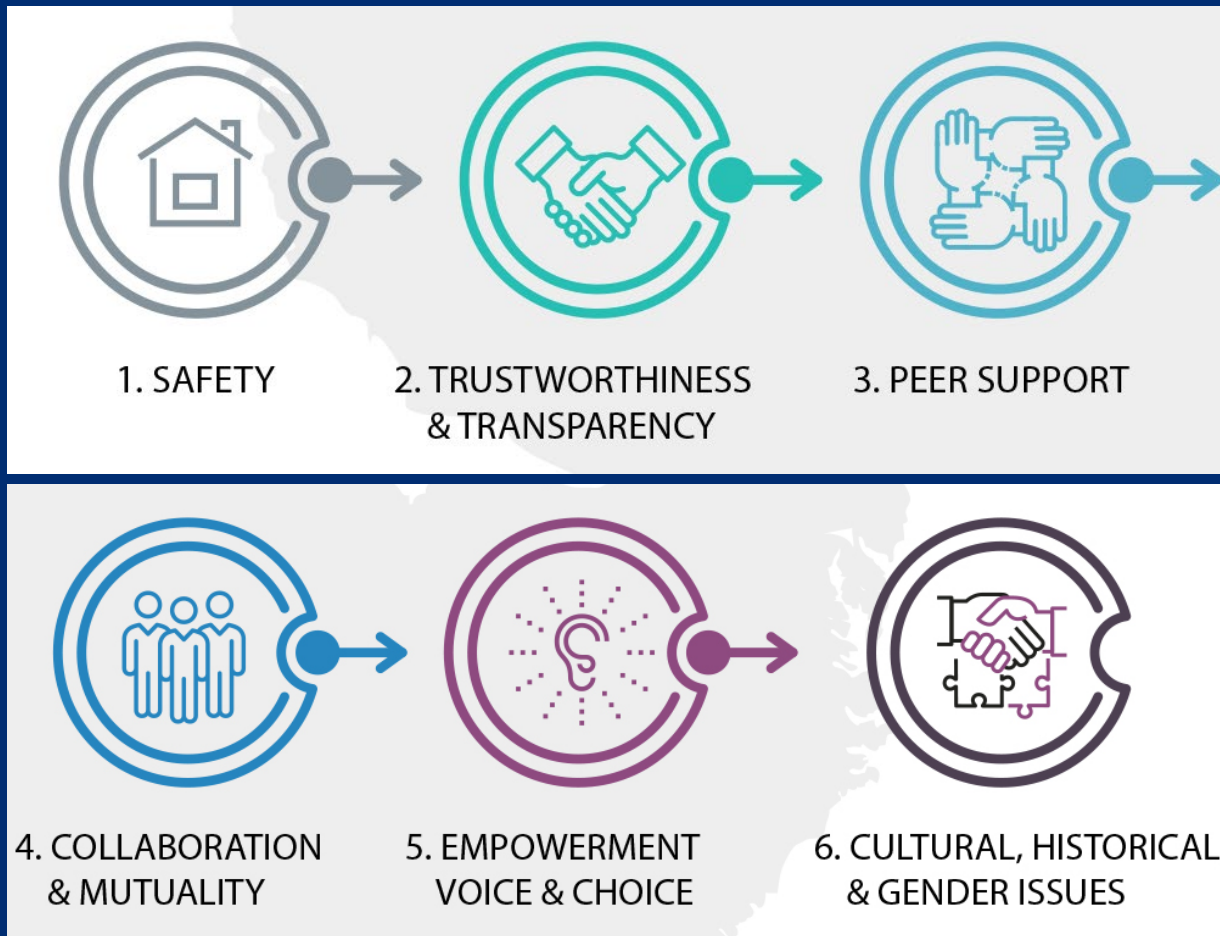 1. SAFETY
2. TRUSTWORTHINESS
& TRANSPARENCY
3. PEER SUPPORT
4. COLLABORATION
& MUTUALITY
5. EMPOWERMENT
VOICE & CHOICE
6. CULTURAL, HISTORICAL
& GENDER ISSUES